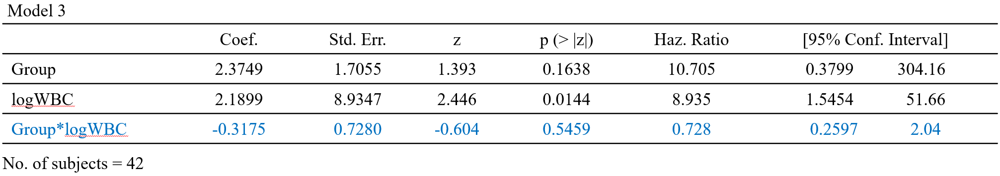 Model 3
Coef. Std. Err. z p (> |z|) Haz. Ratio [95% Conf. Interval]
Group 2.3749 1.7055 1.393 0.1638 10.705 0.3799 304.16
logWBC 2.1899 8.9347 2.446 0.0144 8.935 1.5454 51.66
Group*logWBC -0.3175 0.7280 -0.604 0.5459 0.728 0.2597 2.04
No. of subjects = 42